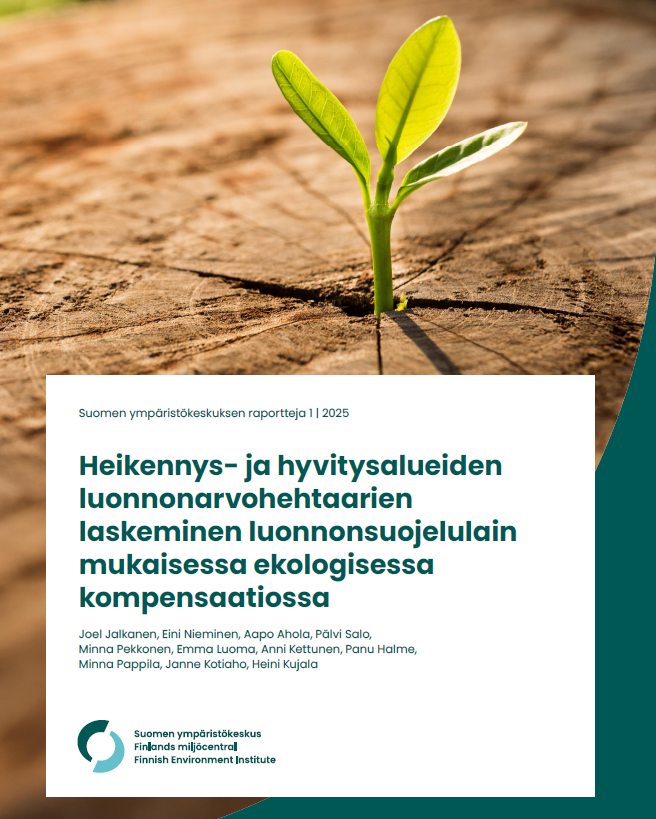 Suomen ympäristökeskuksen raportteja 1 | 2025
Heikennys- ja hyvitysalueiden
luonnonarvohehtaarien
laskeminen luonnonsuojelulain
mukaisessa ekologisessa
kompensaatiossa
Joel Jalkanen, Eini Nieminen, Aapo Ahola, Pälvi Salo,
Minna Pekkonen, Emma Luoma, Anni Kettunen, Panu Halme,
Minna Pappila, Janne Kotiaho, Heini Kujala
Suomen ympäristökeskus
Finlands miljöcentral
Finnish Environment Institute